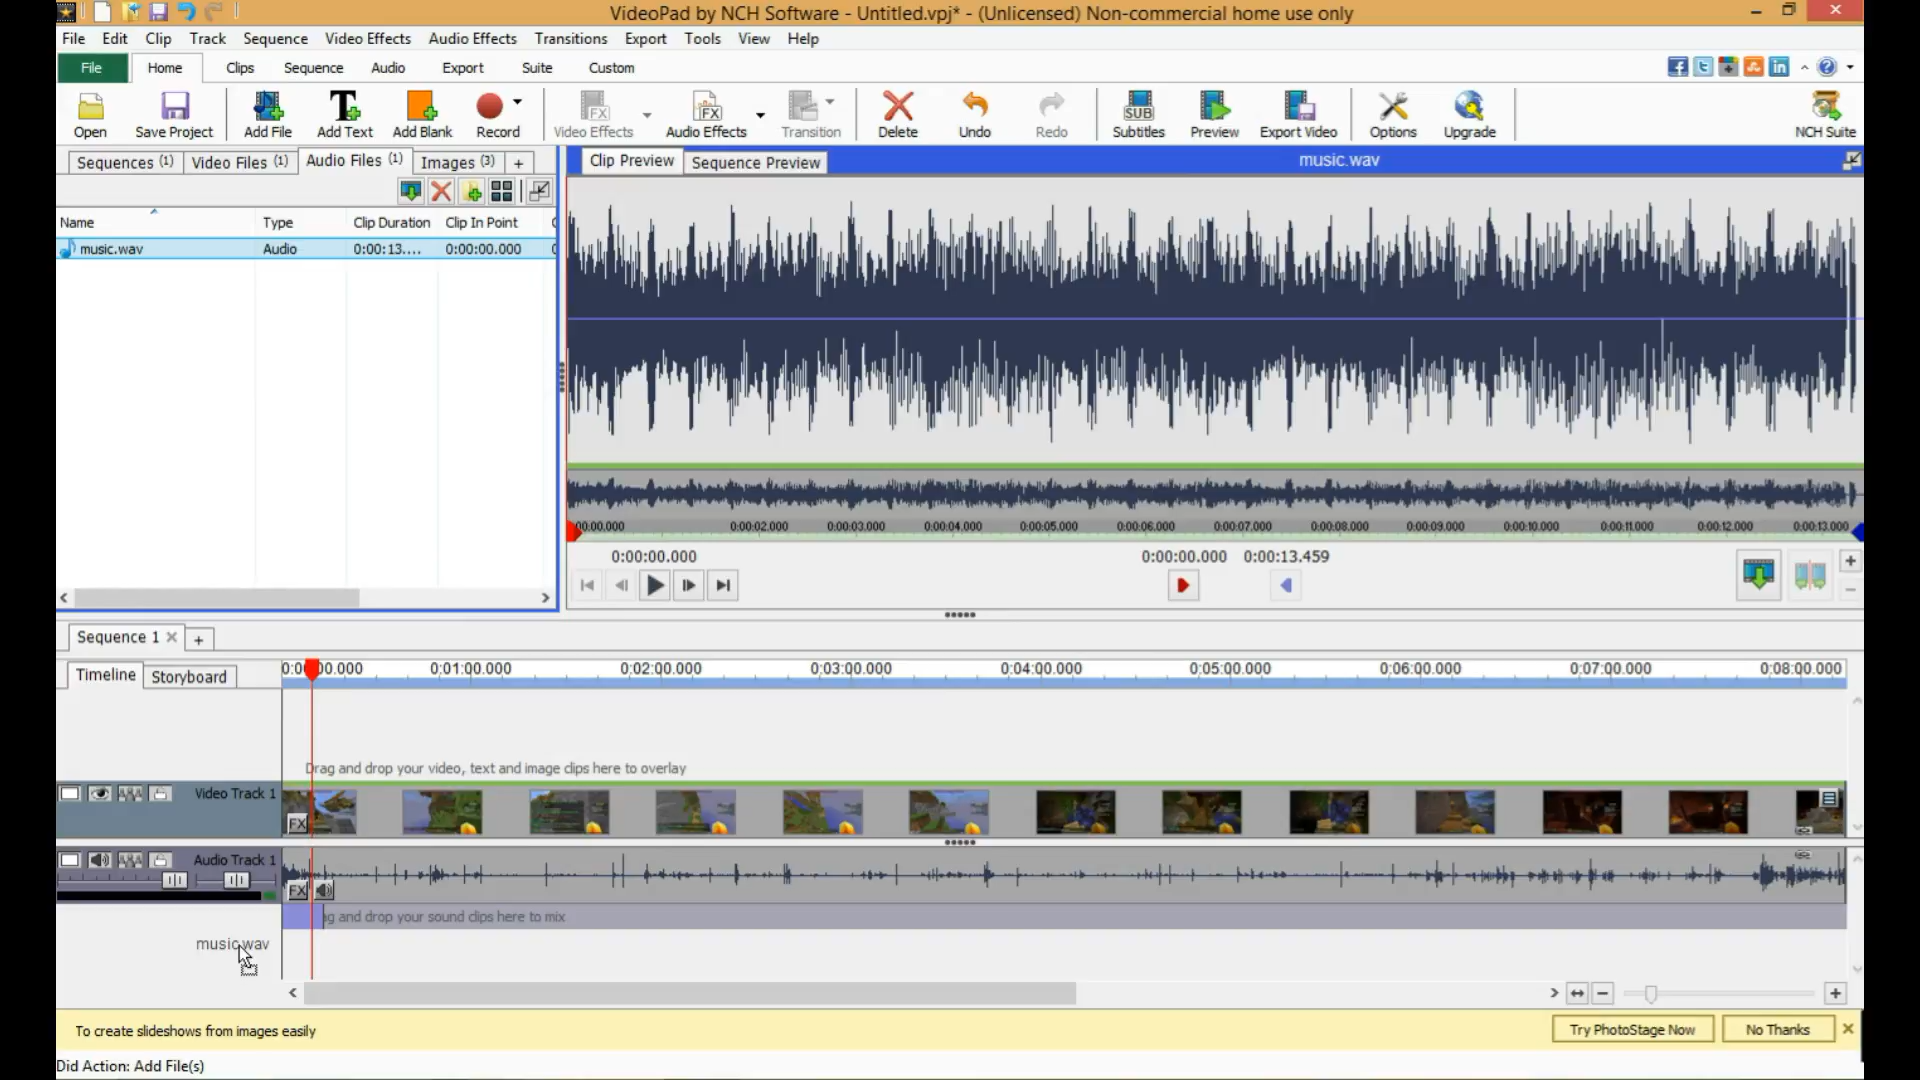 VideoPad by NCH Software - Untitled.vpj* - (Unlicensed) Non-commercial home use only
File Edit Clip Track Sequence Video Effects Audio Effects Transitions Export Tools View Help
File Home Clips Sequence Audio Export Suite Custom
Open Save Project Add File Add Text Add Blank Record Video Effects Audio Effects Transition Delete Undo Redo Subtitles Preview Export Video Options Upgrade NCH Suite
Sequences (1) Video Files (1) Audio Files (1) Images (3) +
Clip Preview Sequence Preview music.wav
Name Type Clip Duration Clip In Point
music.wav Audio 0:00:13.... 0:00:00.000
00:00.000 0:00:02.000 0:00:03.000 0:00:04.000 0:00:05.000 0:00:06.000 0:00:07.000 0:00:08.000 0:00:09.000 0:00:10.000 0:00:11.000 0:00:12.000 0:00:13.000
0:00:00.000 0:00:00.000 0:00:13.459
Sequence 1 +
Timeline Storyboard
0:0 00.000 0:01:00.000 0:02:00.000 0:03:00.000 0:04:00.000 0:05:00.000 0:06:00.000 0:07:00.000 0:08:00.000
Drag and drop your video, text and image clips here to overlay
Video Track 1
FX
Audio Track 1
FX
ag and drop your sound clips here to mix
music.wav
To create slideshows from images easily Try PhotoStage Now No Thanks
Did Action: Add File(s)